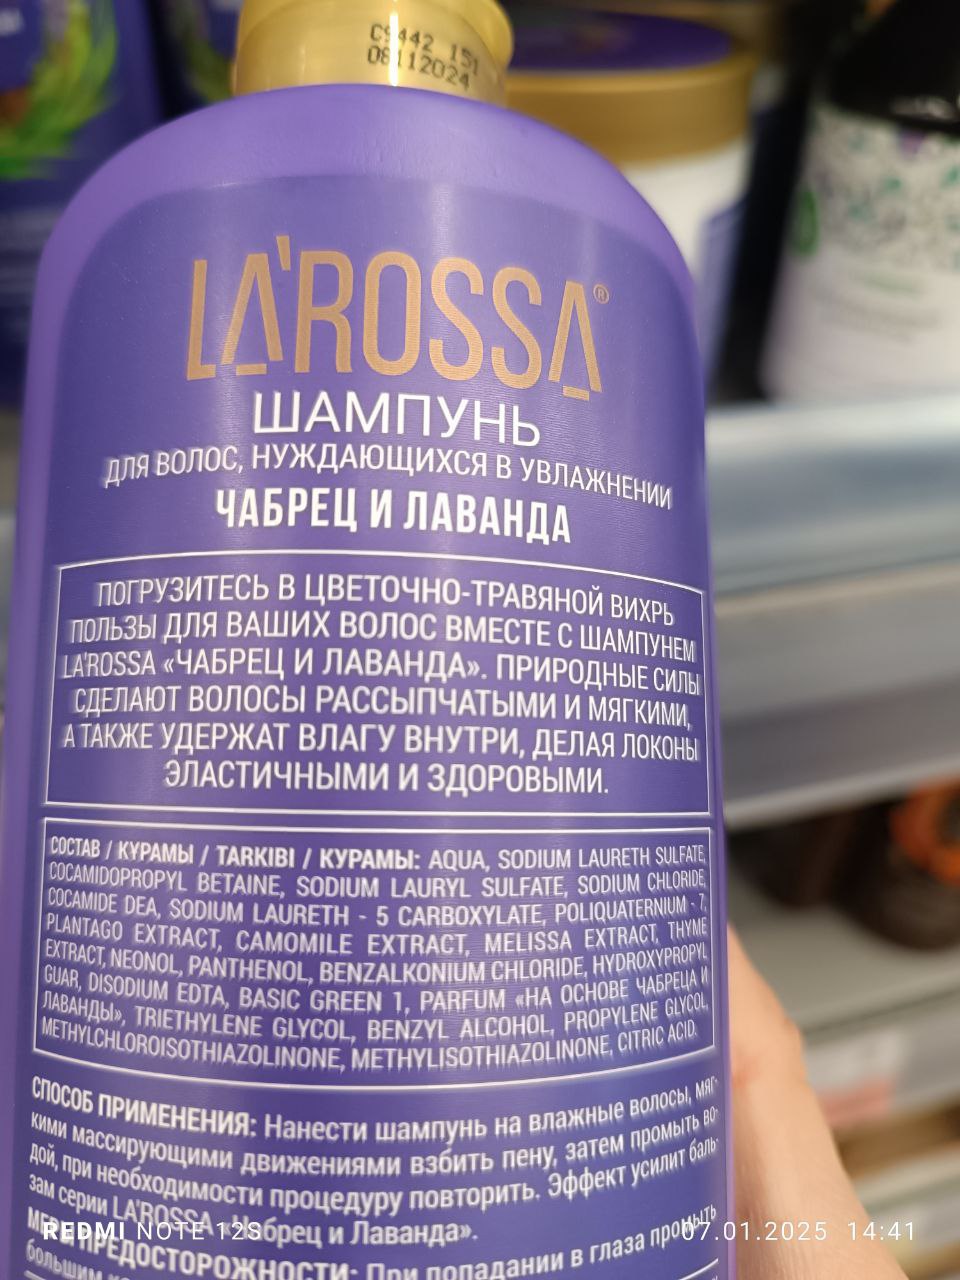 C9442 151
08112024
LA'ROSSA®
ШАМПУНЬ
ДЛЯ ВОЛОС, НУЖДАЮЩИХСЯ В УВЛАЖНЕНИИ
ЧАБРЕЦ И ЛАВАНДА
ПОГРУЗИТЕСЬ В ЦВЕТОЧНО-ТРАВЯНОЙ ВИХРЬ
ПОЛЬЗЫ ДЛЯ ВАШИХ ВОЛОС ВМЕСТЕ С ШАМПУНЕМ
LA'ROSSA «ЧАБРЕЦ И ЛАВАНДА». ПРИРОДНЫЕ СИЛЫ
СДЕЛАЮТ ВОЛОСЫ РАССЫПЧАТЫМИ И МЯГКИМИ,
А ТАКЖЕ УДЕРЖАТ ВЛАГУ ВНУТРИ, ДЕЛАЯ ЛОКОНЫ
ЭЛАСТИЧНЫМИ И ЗДОРОВЫМИ.
СОСТАВ / КУРАМЫ / TARKIBI / КУРАМЫ: AQUA, SODIUM LAURETH SULFATE,
COCAMIDOPROPYL BETAINE, SODIUM LAURYL SULFATE, SODIUM CHLORIDE,
COCAMIDE DEA, SODIUM LAURETH - 5 CARBOXYLATE, POLIQUATERNIUM - 7,
PLANTAGO EXTRACT, CAMOMILE EXTRACT, MELISSA EXTRACT, THYME
EXTRACT, NEONOL, PANTHENOL, BENZALKONIUM CHLORIDE, HYDROXYPROPYL
GUAR, DISODIUM EDTA, BASIC GREEN 1, PARFUM «НА ОСНОВЕ ЧАБРЕЦА И
ЛАВАНДЫ», TRIETHYLENE GLYCOL, BENZYL ALCOHOL, PROPYLENE GLYCOL,
METHYLCHLOROISOTHIAZOLINONE, METHYLISOTHIAZOLINONE, CITRIC ACID.
СПОСОБ ПРИМЕНЕНИЯ: Нанести шампунь на влажные волосы, мяг-
кими массирующими движениями взбить пену, затем промыть во-
дой, при необходимости процедуру повторить. Эффект усилит баль-
зам серии LA'ROSSA «Чабрец и Лаванда».
МЕРЫ ПРЕДОСТОРОЖНОСТИ: При попадании в глаза промыть
большим
REDMI NOTE 12S
07.01.2025 14:41